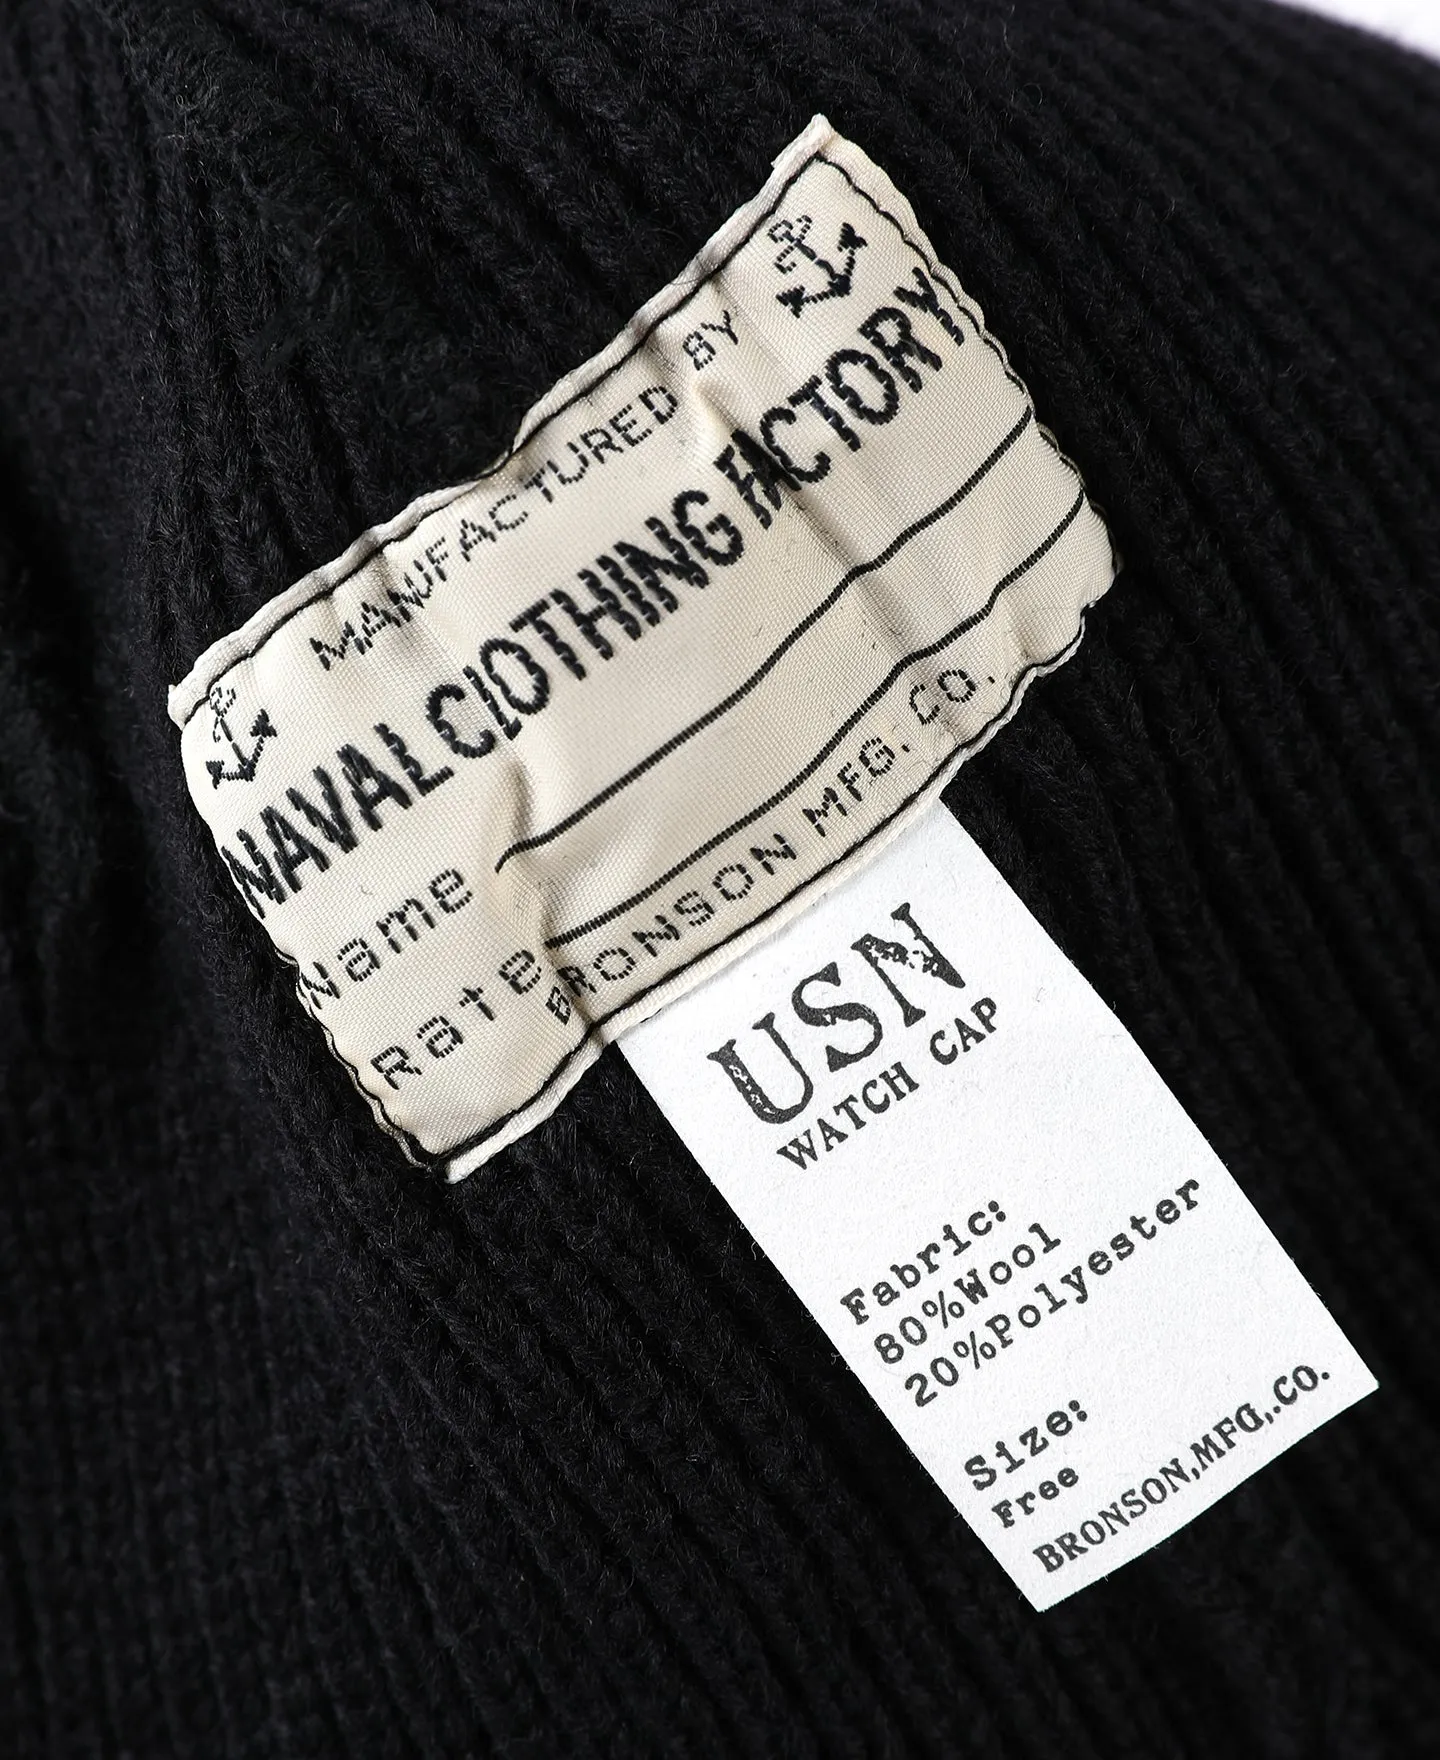 MANUFACTURED BY
NAVAL CLOTHING FACTORY
Name
Rate
BRONSON MFG. CO.
USN
WATCH CAP
Fabric:
80%Wool
20%Polyester
Size:
Free
BRONSON,MFG,.CO.